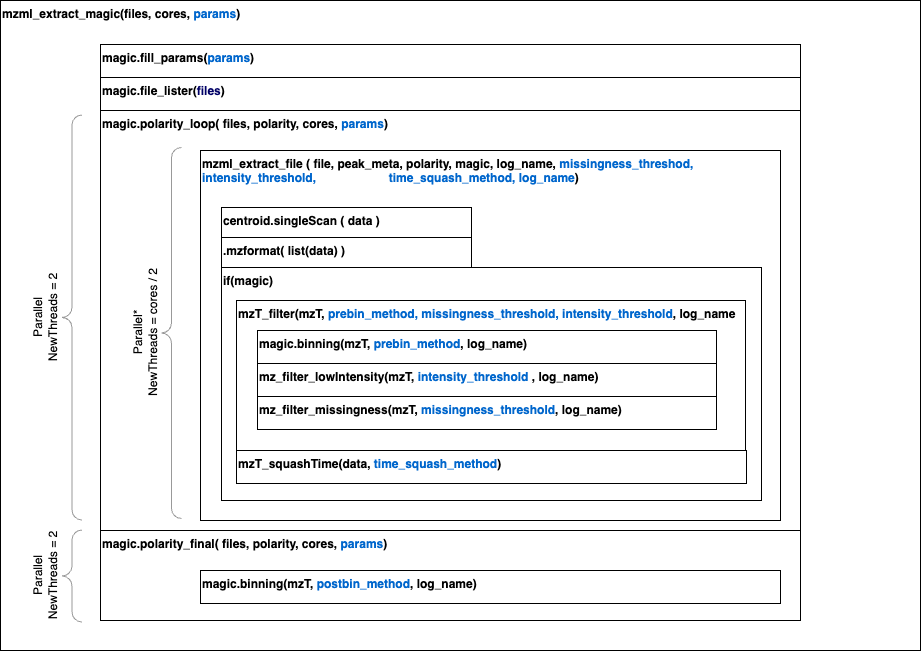 mzml_extract_magic(files, cores, params)
magic.fill_params(params)
magic.file_lister(files)
magic.polarity_loop( files, polarity, cores, params)
Parallel
NewThreads = 2
Parallel*
NewThreads = cores / 2
mzml_extract_file ( file, peak_meta, polarity, magic, log_name, missingness_threshod,
intensity_threshold, time_squash_method, log_name)
centroid.singleScan ( data )
.mzformat( list(data) )
if(magic)
mzT_filter(mzT, prebin_method, missingness_threshold, intensity_threshold, log_name
magic.binning(mzT, prebin_method, log_name)
mz_filter_lowIntensity(mzT, intensity_threshold , log_name)
mz_filter_missingness(mzT, missingness_threshold, log_name)
mzT_squashTime(data, time_squash_method)
Parallel
NewThreads = 2
magic.polarity_final( files, polarity, cores, params)
magic.binning(mzT, postbin_method, log_name)